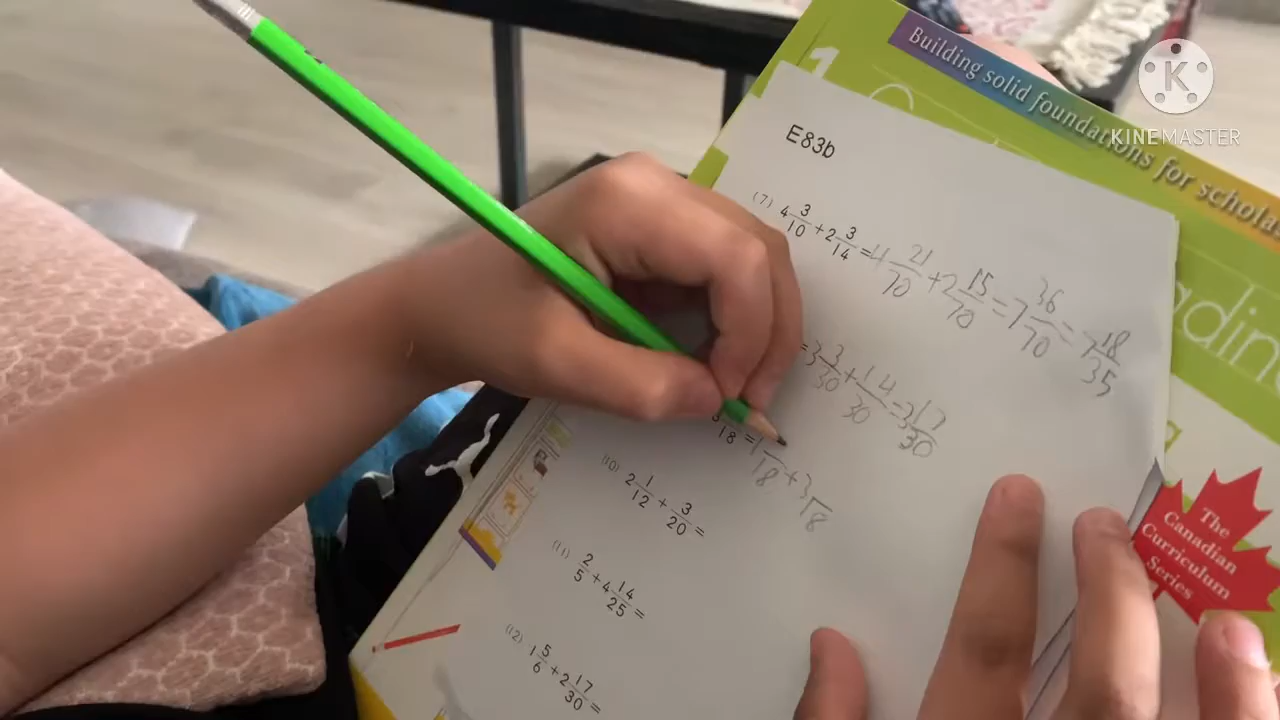 Building solid foundations for schola
KINEMASTER
K
E83b
(7) 4 3/10 + 2 3/14 = 4 21/70 + 2 15/70 = 7 36/70 = 7 18/35
= 3 3/30 + 14/30 = 3 17/30
18 = 1 /18 + 3 /18
(10) 2 1/12 + 3/20 =
(11) 2/5 + 4 14/25 =
(12) 1 5/6 + 2 17/30 =
The
Canadian
Curriculum
Series